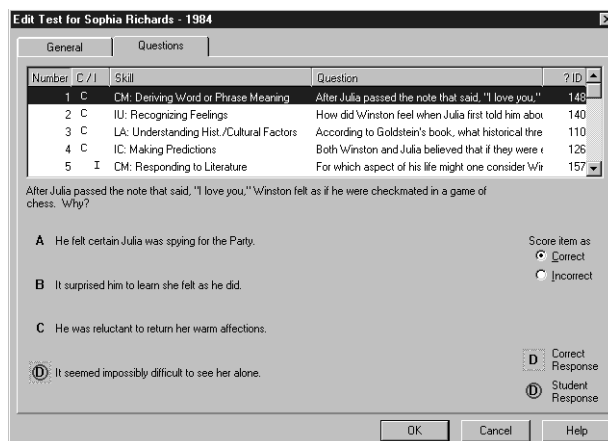 Edit Test for Sophia Richards - 1984
General Questions
Number C / I Skill Question ? ID
1 C CM: Deriving Word or Phrase Meaning After Julia passed the note that said, "I love you," 148
2 C IU: Recognizing Feelings How did Winston feel when Julia first told him abou 140
3 C LA: Understanding Hist./Cultural Factors According to Goldstein's book, what historical thre 110
4 C IC: Making Predictions Both Winston and Julia believed that if they were e 126
5 I CM: Responding to Literature For which aspect of his life might one consider Win 157
After Julia passed the note that said, "I love you," Winston felt as if he were checkmated in a game of
chess. Why?
A He felt certain Julia was spying for the Party.
Score item as
Correct
Incorrect
B It surprised him to learn she felt as he did.
C He was reluctant to return her warm affections.
D It seemed impossibly difficult to see her alone.
D Correct
Response
D Student
Response
OK Cancel Help